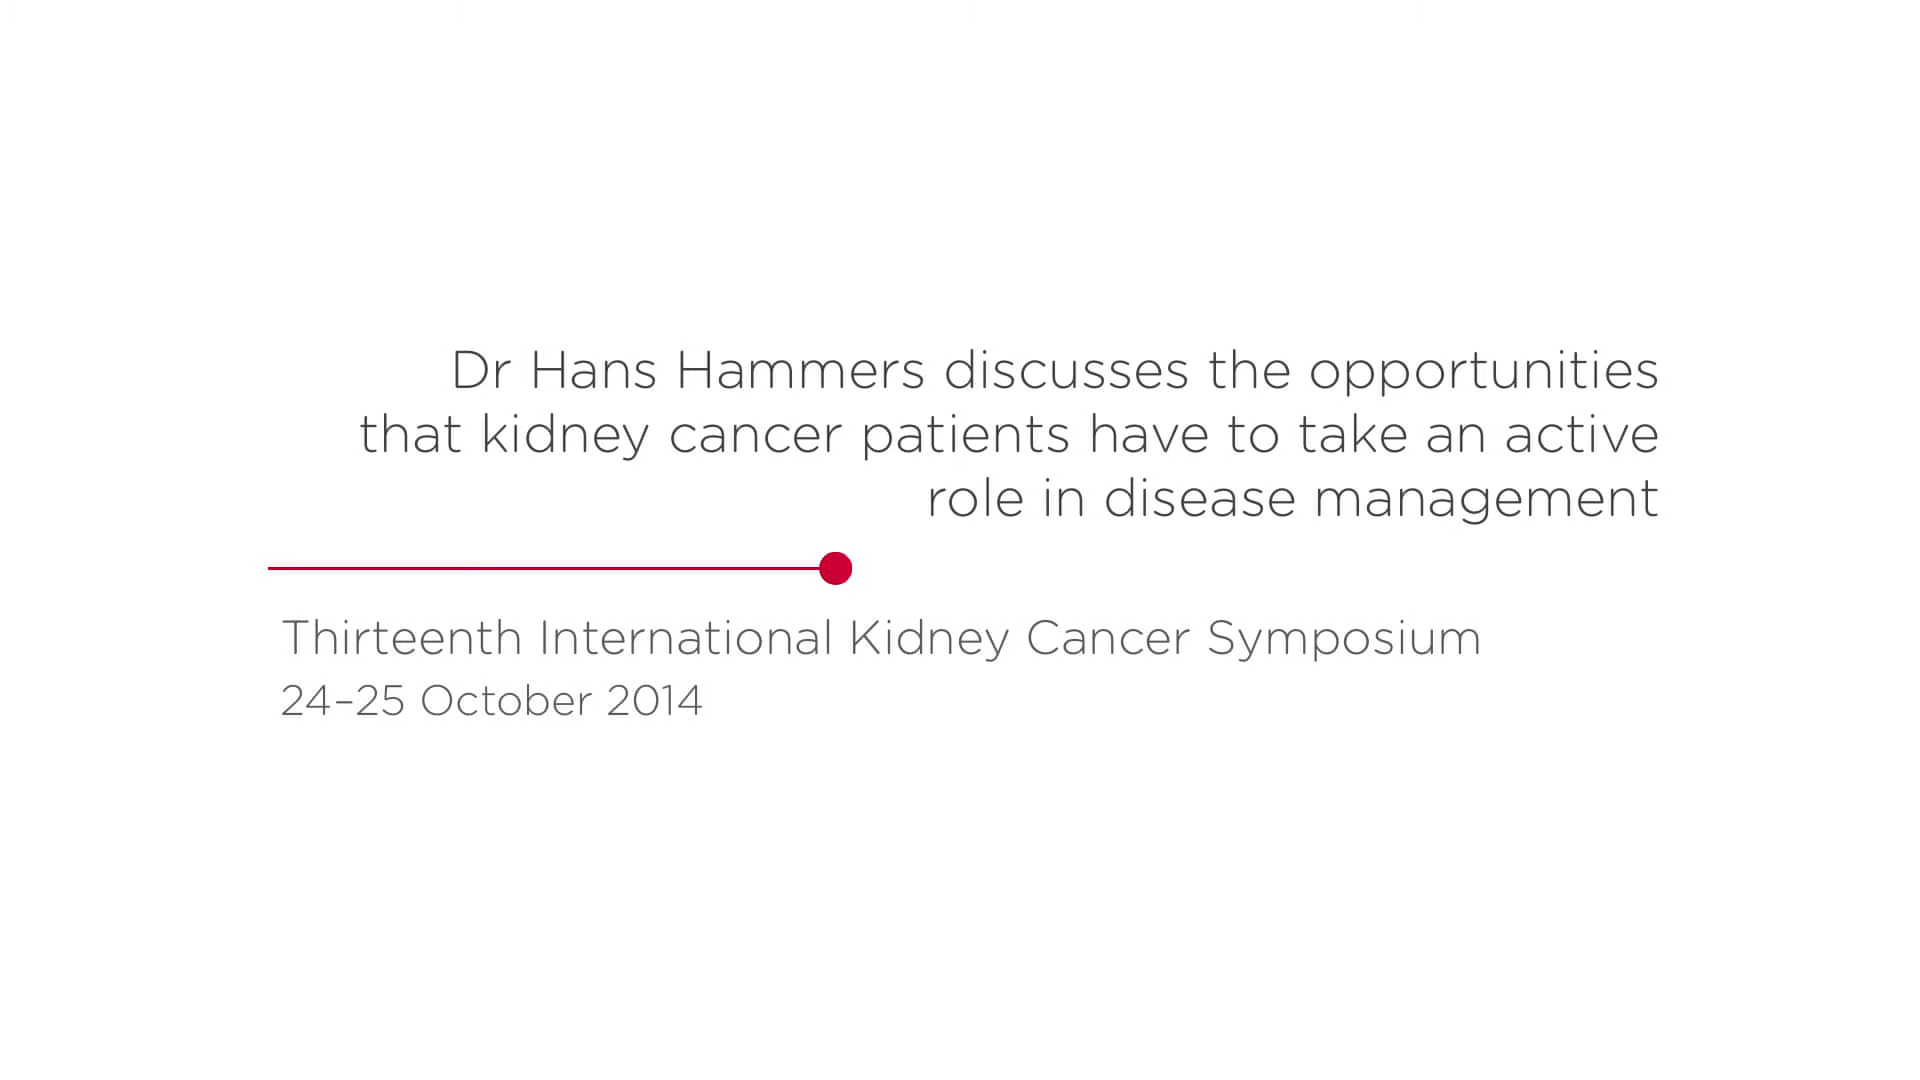 Dr Hans Hammers discusses the opportunities
that kidney cancer patients have to take an active
role in disease management
Thirteenth International Kidney Cancer Symposium
24–25 October 2014